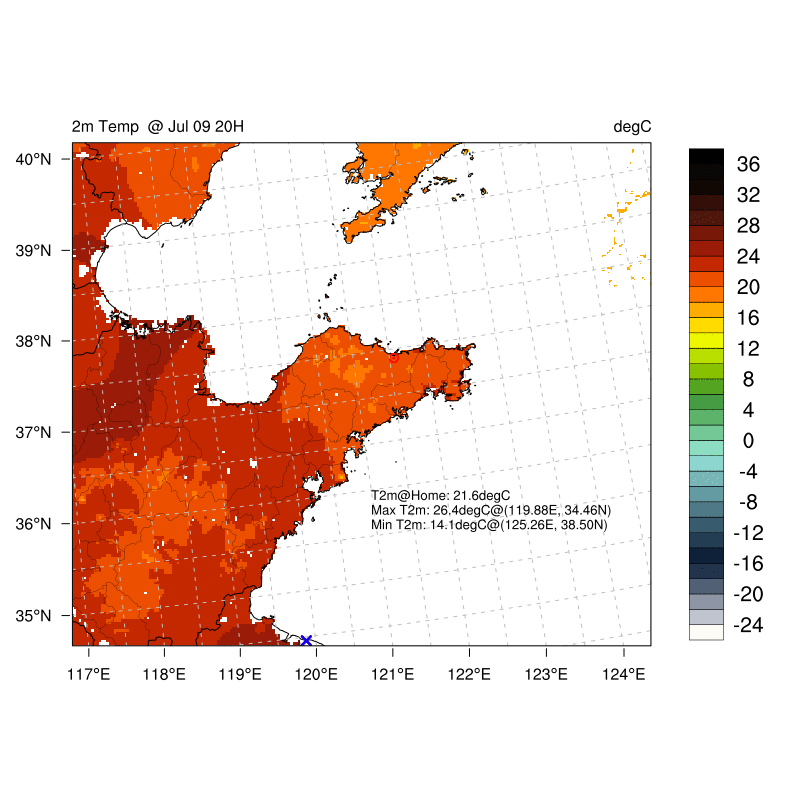 2m Temp @ Jul 09 20H
degC
40°N
39°N
38°N
37°N
36°N
35°N
117°E
118°E
119°E
120°E
121°E
122°E
123°E
124°E
T2m@Home: 21.6degC
Max T2m: 26.4degC@(119.88E, 34.46N)
Min T2m: 14.1degC@(125.26E, 38.50N)
36
32
28
24
20
16
12
8
4
0
-4
-8
-12
-16
-20
-24